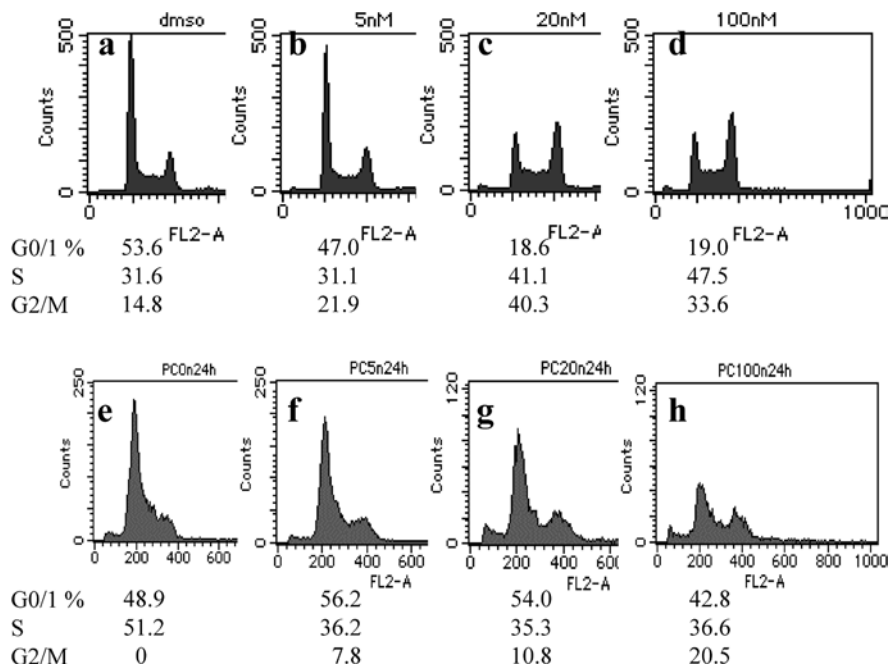 dmso 5nM 20nM 100nM
500 a 500 b 500 c 500 d
Counts Counts Counts Counts
0 0 0 0
0 0 0 0 1000
FL2-A FL2-A FL2-A FL2-A
G0/1 % 53.6 47.0 18.6 19.0
S 31.6 31.1 41.1 47.5
G2/M 14.8 21.9 40.3 33.6
PC0n24h PC5n24h PC20n24h PC100n24h
250 e 250 f 120 g 120 h
Counts Counts Counts Counts
0 0 0 0
0 200 400 600 0 200 400 600 0 200 400 600 0 200 400 600 800 1000
FL2-A FL2-A FL2-A FL2-A
G0/1 % 48.9 56.2 54.0 42.8
S 51.2 36.2 35.3 36.6
G2/M 0 7.8 10.8 20.5